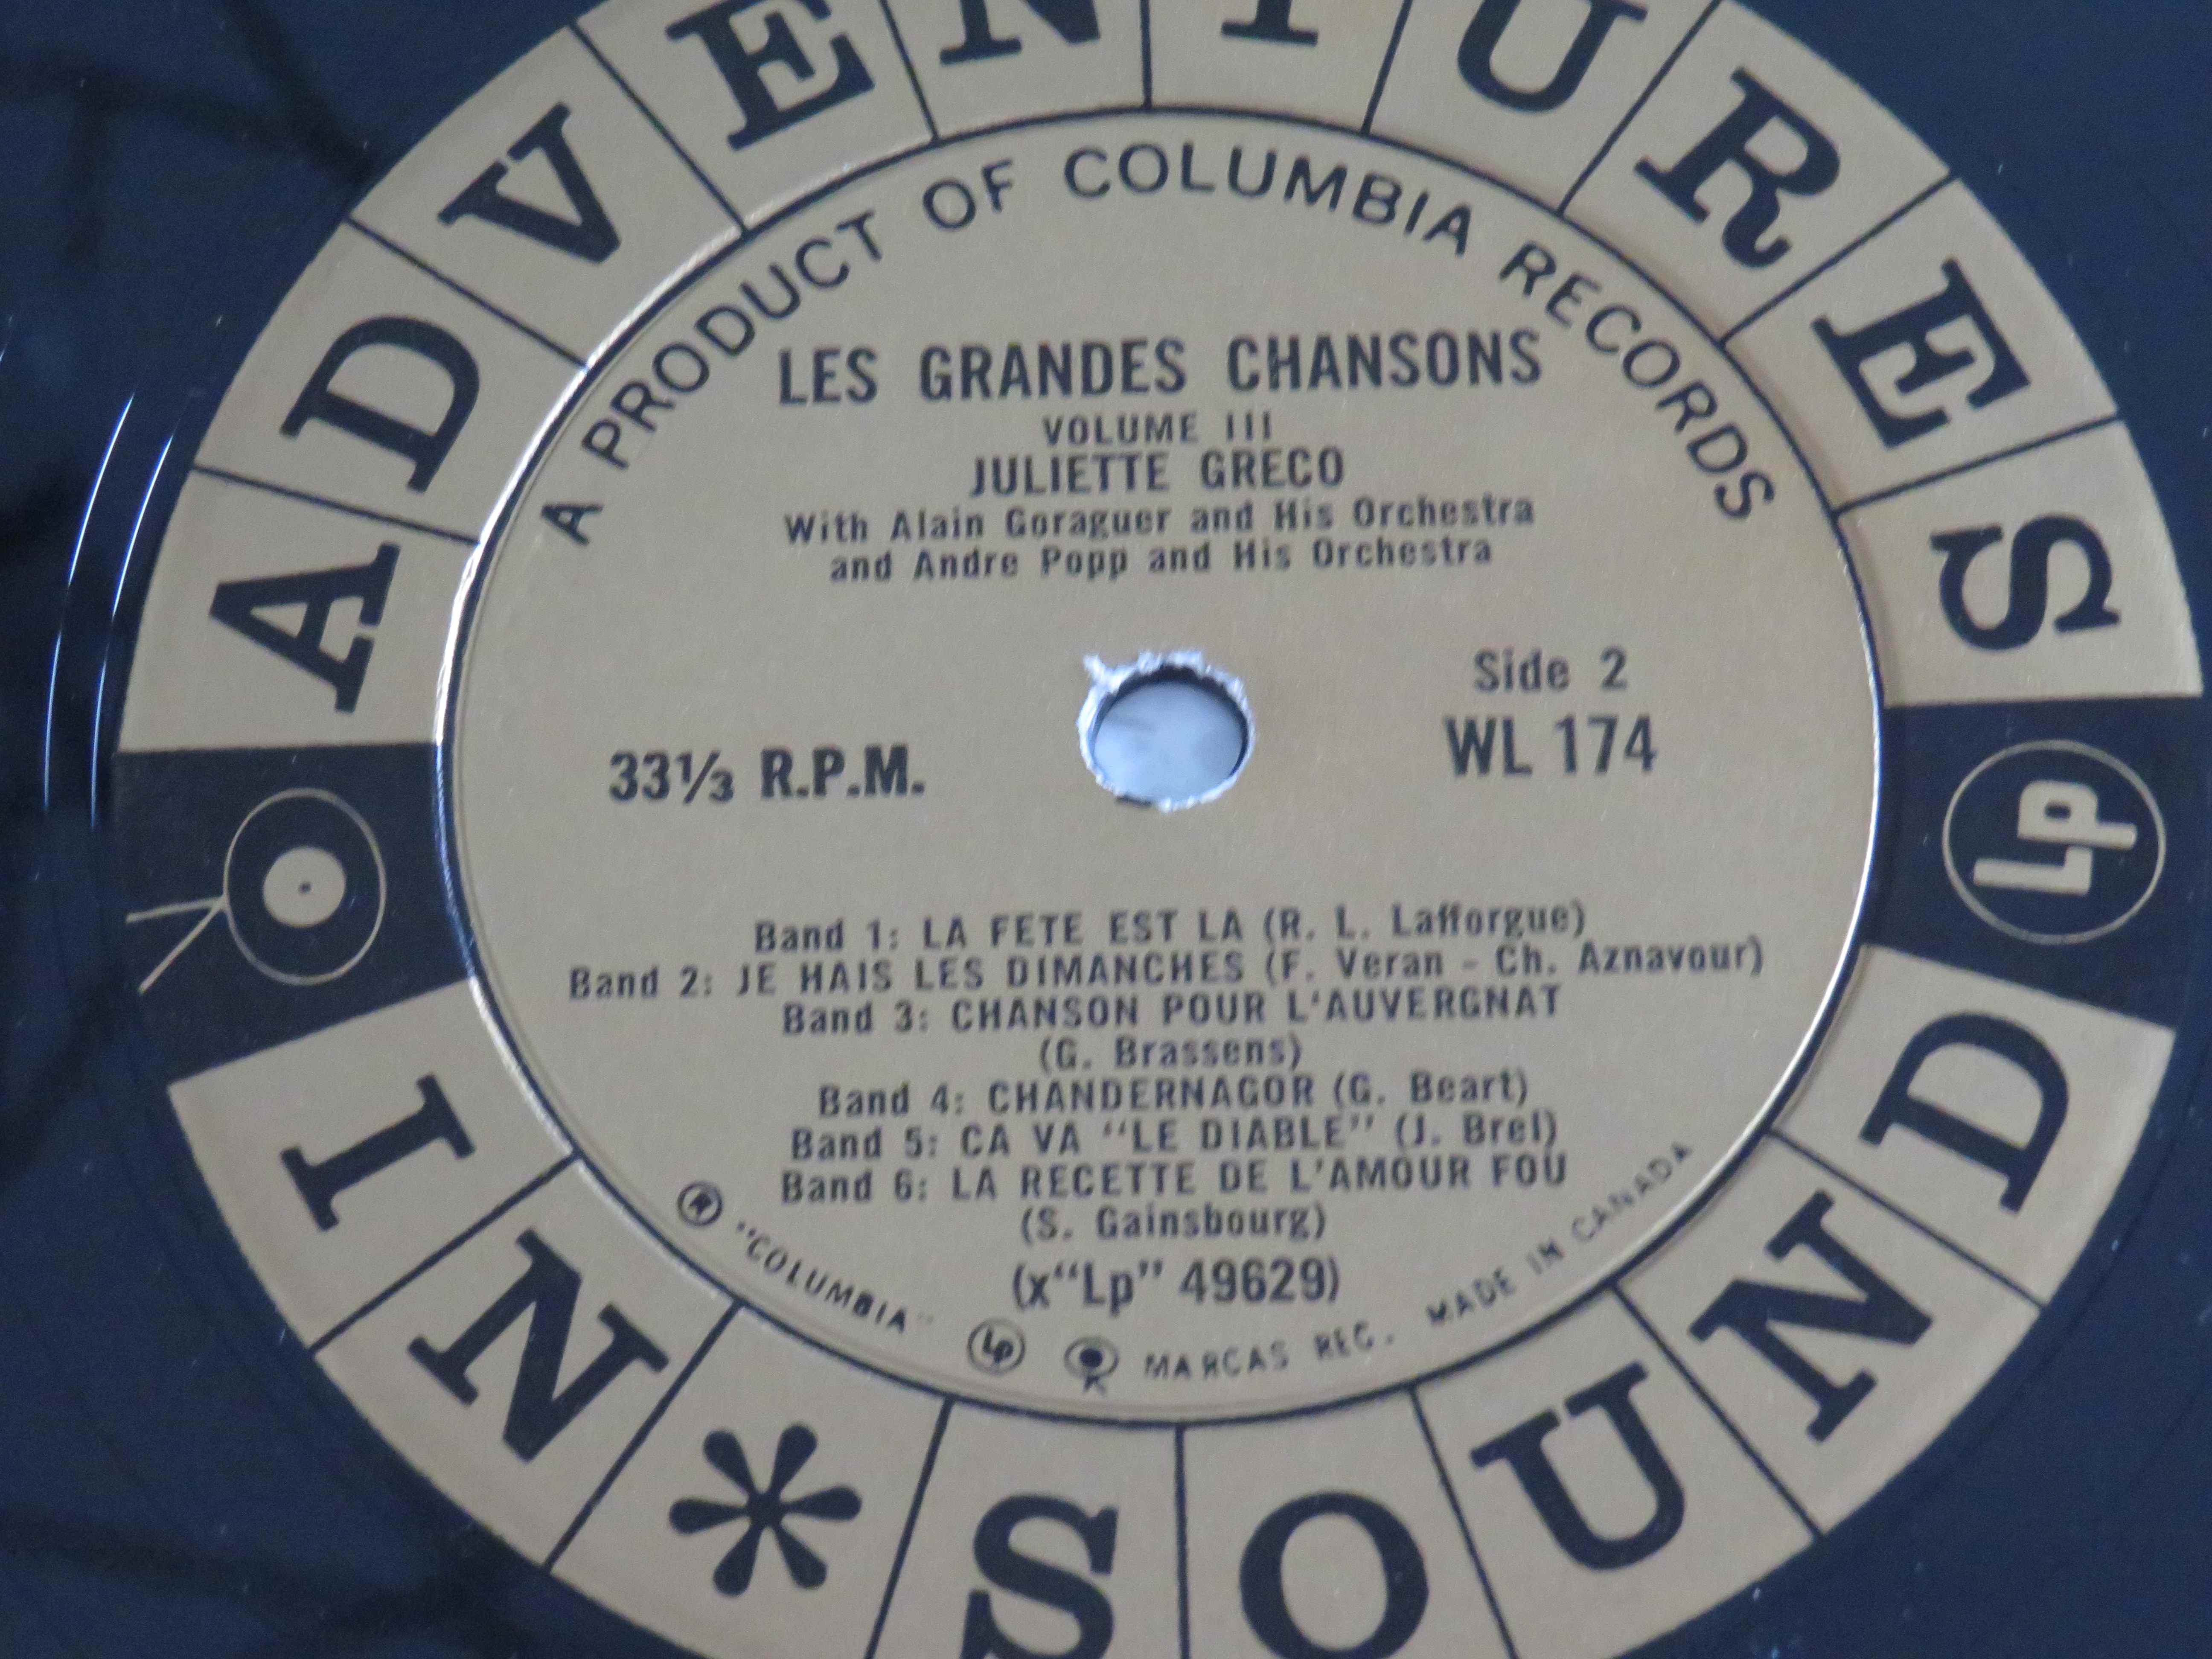 ADVENTURES
A PRODUCT OF COLUMBIA RECORDS
LES GRANDES CHANSONS
VOLUME III
JULIETTE GRECO
With Alain Goraguer and His Orchestra
and Andre Popp and His Orchestra
Side 2
33⅓ R.P.M.
WL 174
Lp
Band 1: LA FETE EST LA (R. L. Lafforgue)
Band 2: JE HAIS LES DIMANCHES (F. Veran - Ch. Aznavour)
Band 3: CHANSON POUR L'AUVERGNAT
(G. Brassens)
Band 4: CHANDERNAGOR (G. Beart)
Band 5: CA VA "LE DIABLE" (J. Brel)
Band 6: LA RECETTE DE L'AMOUR FOU
(S. Gainsbourg)
(x"Lp" 49629)
® "COLUMBIA" Lp MARCAS REG. MADE IN CANADA
IN * SOUND